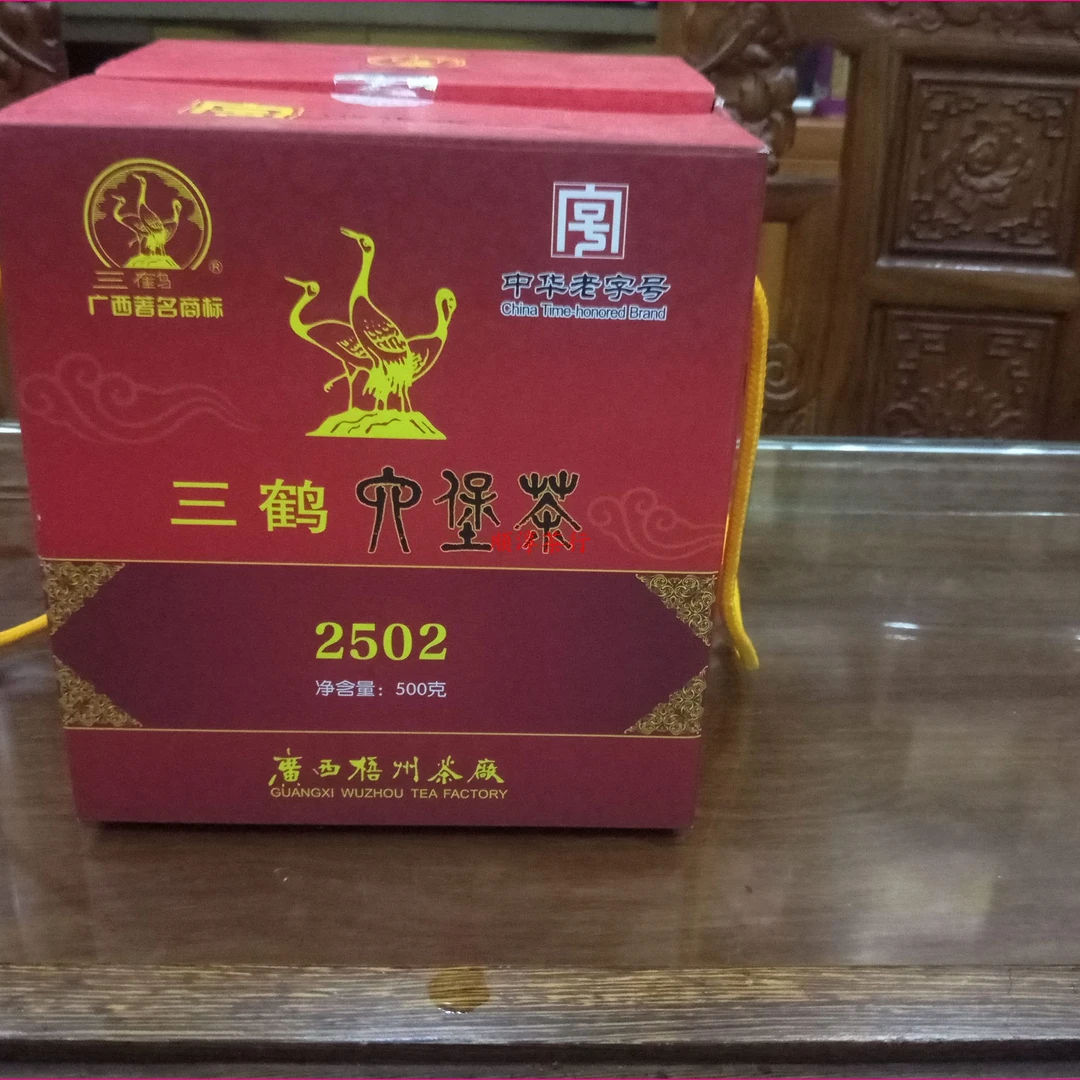 三鹤
®
广西著名商标
中华老字号
China Time-honored Brand
三鹤 六堡茶
2502
净含量：500克
廣西梧州茶廠
GUANGXI WUZHOU TEA FACTORY